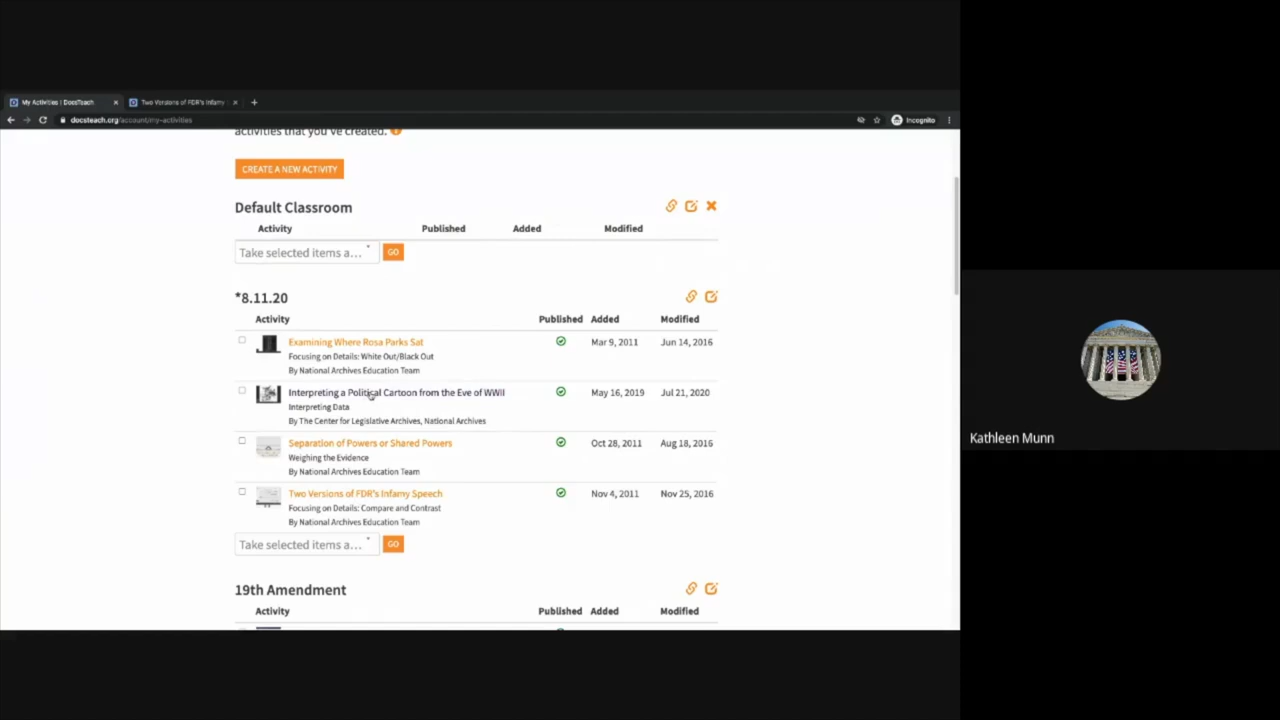 My Activities | DocsTeach
Two Versions of FDR's Infamy
docsteach.org/account/my-activities
Incognito
activities that you've created.
CREATE A NEW ACTIVITY
Default Classroom
Activity Published Added Modified
Take selected items a... GO
*8.11.20
Activity Published Added Modified
Examining Where Rosa Parks Sat Mar 9, 2011 Jun 14, 2016
Focusing on Details: White Out/Black Out
By National Archives Education Team
Interpreting a Political Cartoon from the Eve of WWII May 16, 2019 Jul 21, 2020
Interpreting Data
By The Center for Legislative Archives, National Archives
Separation of Powers or Shared Powers Oct 28, 2011 Aug 18, 2016
Weighing the Evidence
By National Archives Education Team
Two Versions of FDR's Infamy Speech Nov 4, 2011 Nov 25, 2016
Focusing on Details: Compare and Contrast
By National Archives Education Team
Take selected items a... GO
19th Amendment
Activity Published Added Modified
Kathleen Munn